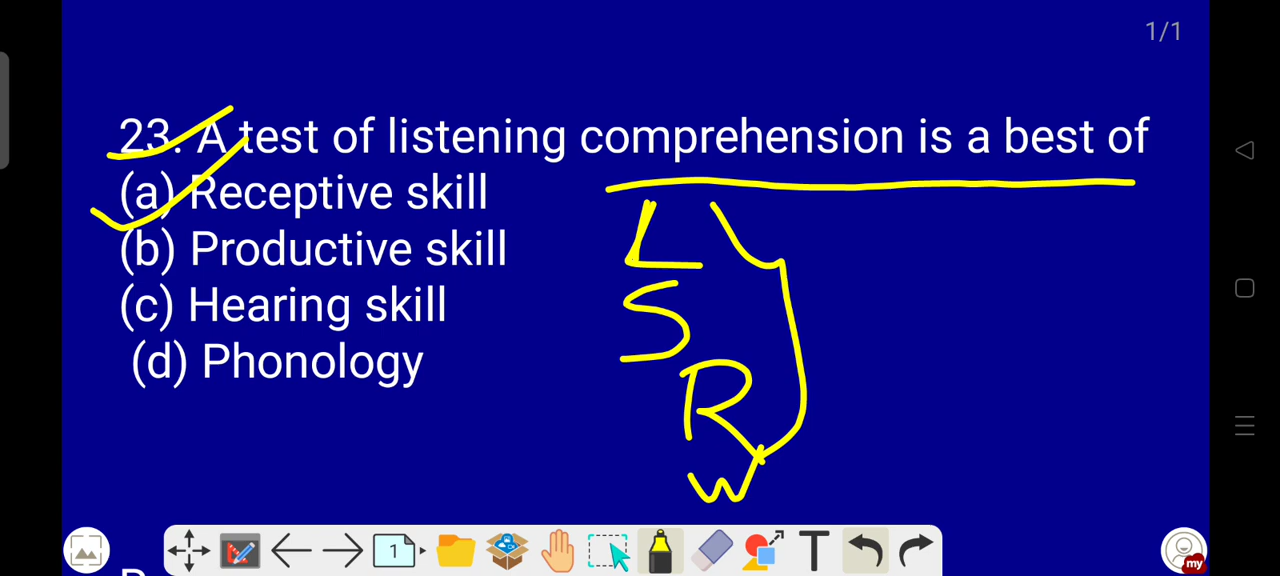 1/1
23. A test of listening comprehension is a best of
(a) Receptive skill
(b) Productive skill
(c) Hearing skill
(d) Phonology
L
S
R
W
1
T
my